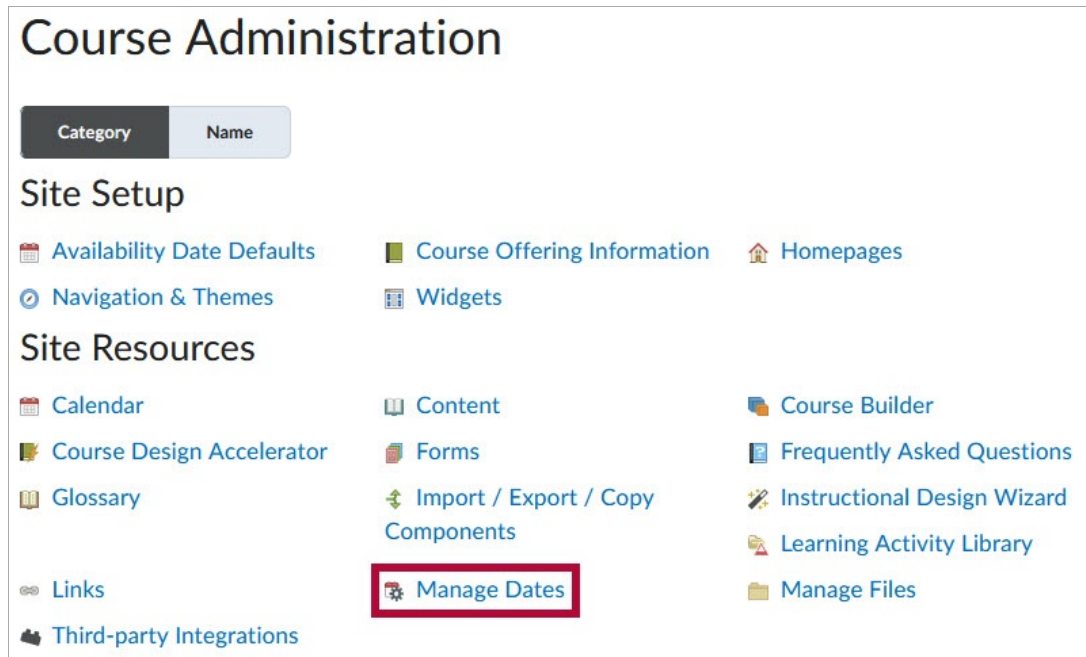 Course Administration
Category Name
Site Setup
Availability Date Defaults Course Offering Information Homepages
Navigation & Themes Widgets
Site Resources
Calendar Content Course Builder
Course Design Accelerator Forms Frequently Asked Questions
Glossary Import / Export / Copy Instructional Design Wizard
Components
Learning Activity Library
Links Manage Dates Manage Files
Third-party Integrations